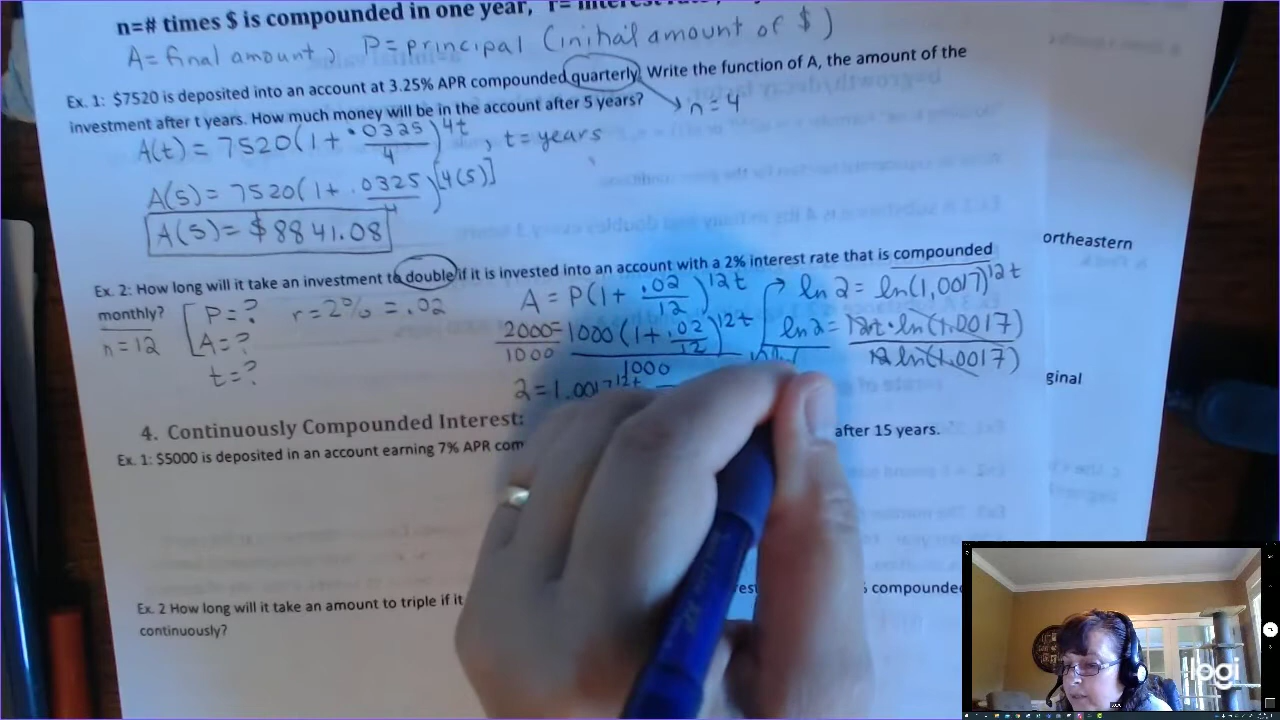 n=# times $ is compounded in one year, r=
A=final amount, P=principal (inital amount of $)
Ex. 1: $7520 is deposited into an account at 3.25% APR compounded quarterly. Write the function of A, the amount of the
investment after t years. How much money will be in the account after 5 years?
n=4
A(t) = 7520(1+ .0325/4)^4t, t=years
A(5) = 7520(1+ .0325/4)^[4(5)]
A(5)= $8841.08
Ex. 2: How long will it take an investment to double if it is invested into an account with a 2% interest rate that is compounded
monthly?
n=12
P=?
A=?
t=?
r=2% = .02
A = P(1+ .02/12)^12t
2000/1000 = 1000(1+.02/12)^12t/1000
2=1.0017^12t
ln2 = ln(1.0017)^12t
ln2 = 12t·ln(1.0017)
12 ln(1.0017)
4. Continuously Compounded Interest:
Ex. 1: $5000 is deposited in an account earning 7% APR com
after 15 years.
Ex. 2 How long will it take an amount to triple if it
% compounded
continuously?
ortheastern
ginal
logi